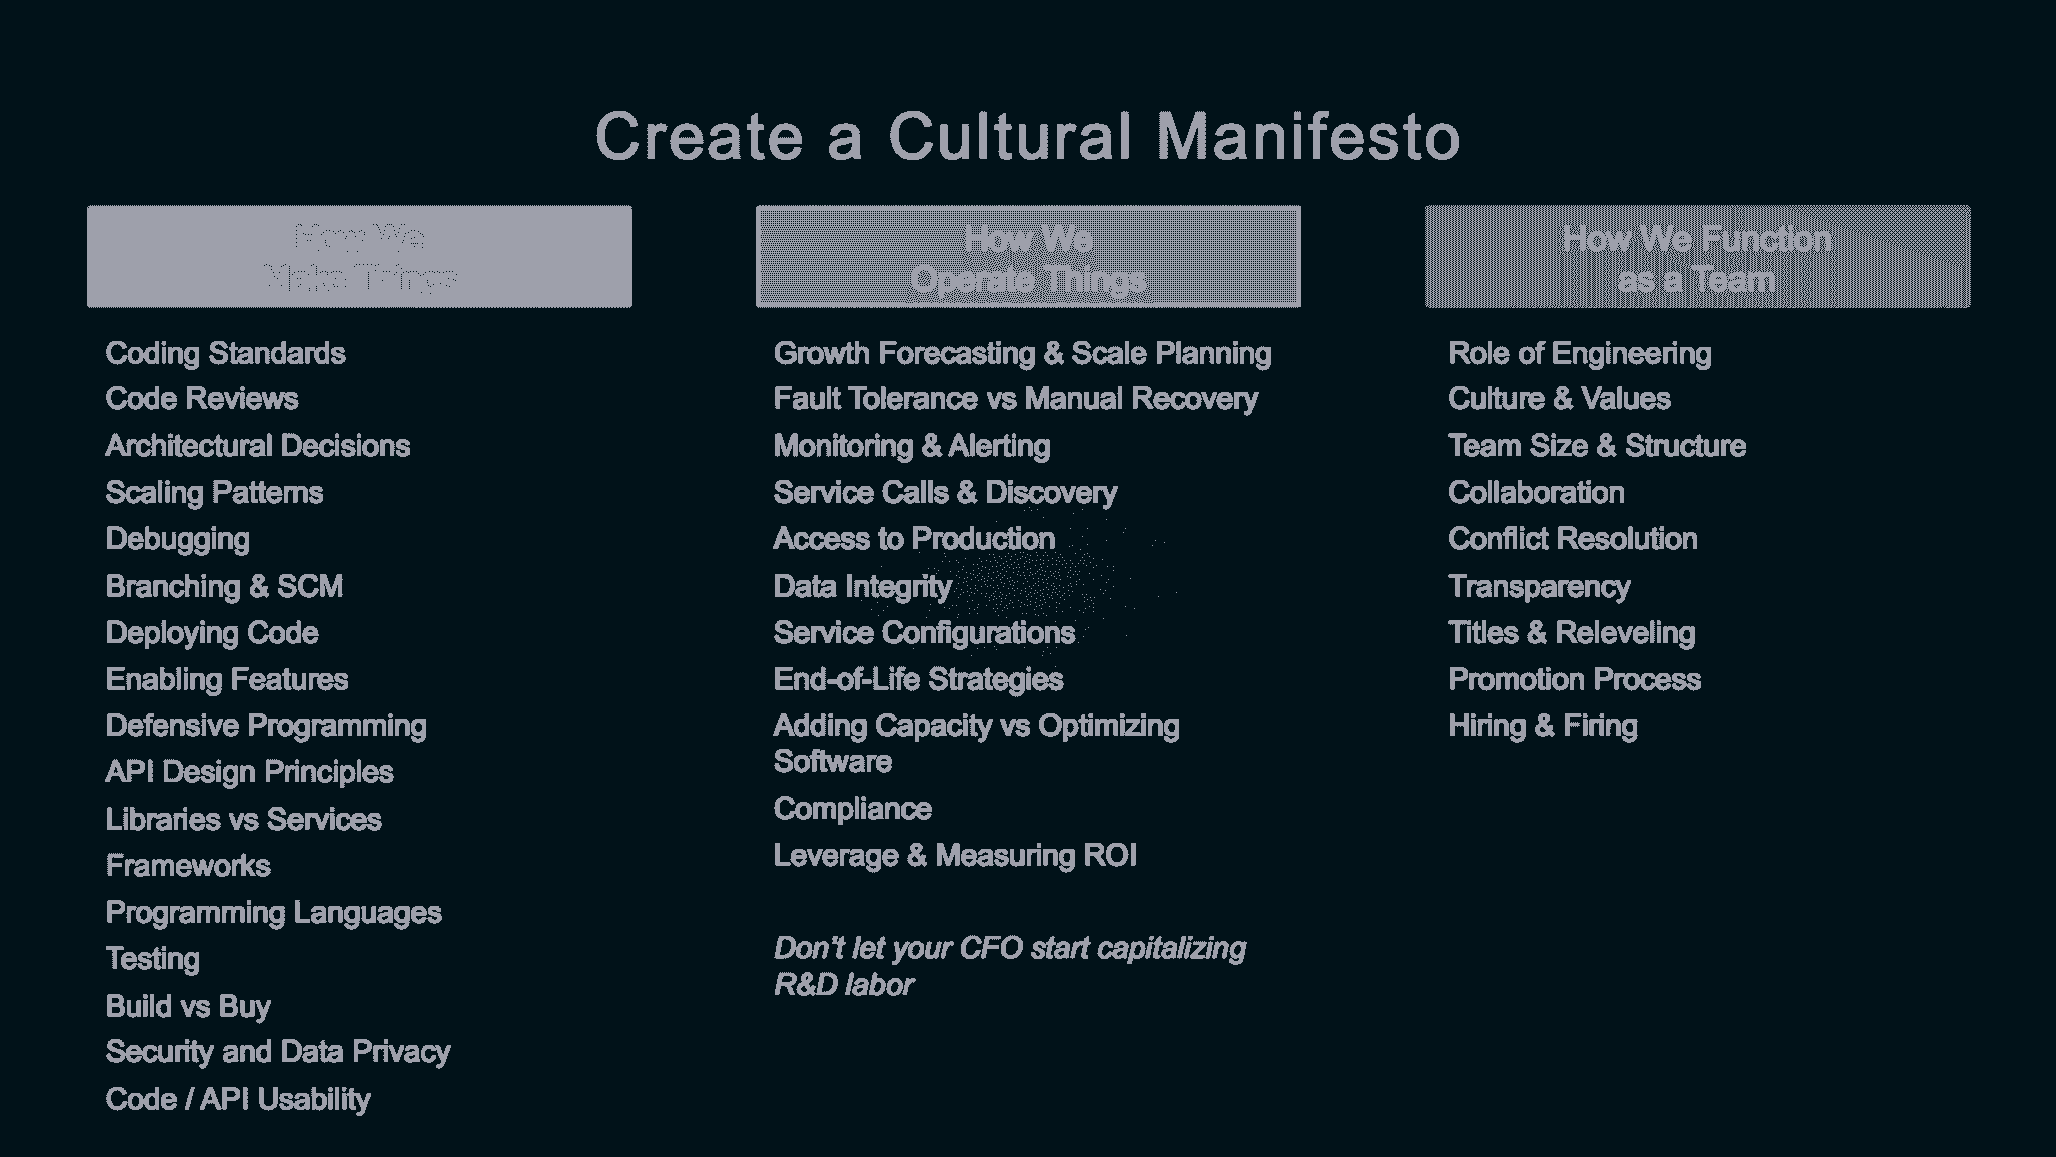 Create a Cultural Manifesto
How We
Make Things
Coding Standards
Code Reviews
Architectural Decisions
Scaling Patterns
Debugging
Branching & SCM
Deploying Code
Enabling Features
Defensive Programming
API Design Principles
Libraries vs Services
Frameworks
Programming Languages
Testing
Build vs Buy
Security and Data Privacy
Code / API Usability
How We
Operate Things
Growth Forecasting & Scale Planning
Fault Tolerance vs Manual Recovery
Monitoring & Alerting
Service Calls & Discovery
Access to Production
Data Integrity
Service Configurations
End-of-Life Strategies
Adding Capacity vs Optimizing
Software
Compliance
Leverage & Measuring ROI
Don't let your CFO start capitalizing
R&D labor
How We Function
as a Team
Role of Engineering
Culture & Values
Team Size & Structure
Collaboration
Conflict Resolution
Transparency
Titles & Releveling
Promotion Process
Hiring & Firing